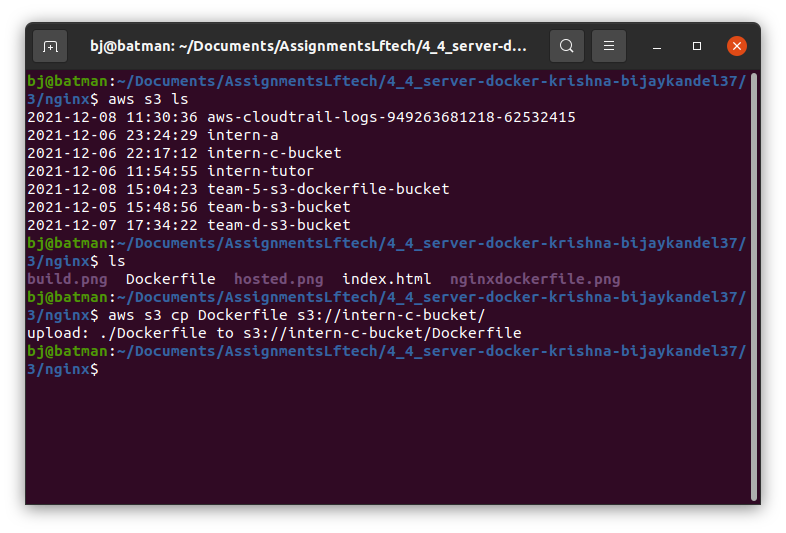 bj@batman: ~/Documents/AssignmentsLftech/4_4_server-d...
bj@batman:~/Documents/AssignmentsLftech/4_4_server-docker-krishna-bijaykandel37/
3/nginx$ aws s3 ls
2021-12-08 11:30:36 aws-cloudtrail-logs-949263681218-62532415
2021-12-06 23:24:29 intern-a
2021-12-06 22:17:12 intern-c-bucket
2021-12-06 11:54:55 intern-tutor
2021-12-08 15:04:23 team-5-s3-dockerfile-bucket
2021-12-05 15:48:56 team-b-s3-bucket
2021-12-07 17:34:22 team-d-s3-bucket
bj@batman:~/Documents/AssignmentsLftech/4_4_server-docker-krishna-bijaykandel37/
3/nginx$ ls
build.png  Dockerfile  hosted.png  index.html  nginxdockerfile.png
bj@batman:~/Documents/AssignmentsLftech/4_4_server-docker-krishna-bijaykandel37/
3/nginx$ aws s3 cp Dockerfile s3://intern-c-bucket/
upload: ./Dockerfile to s3://intern-c-bucket/Dockerfile
bj@batman:~/Documents/AssignmentsLftech/4_4_server-docker-krishna-bijaykandel37/
3/nginx$